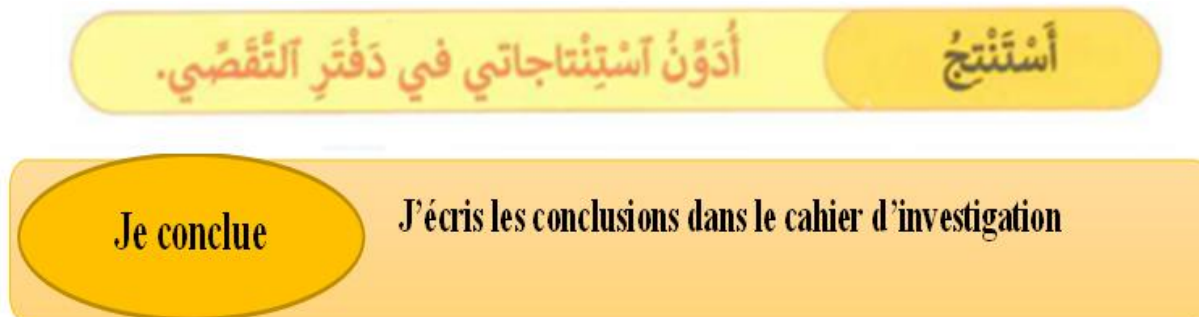 أَسْتَنْتِجُ
أُدَوِّنُ ٱسْتِنْتاجاتي في دَفْتَرِ ٱلتَّقَصّي.
Je conclue
J'écris les conclusions dans le cahier d'investigation